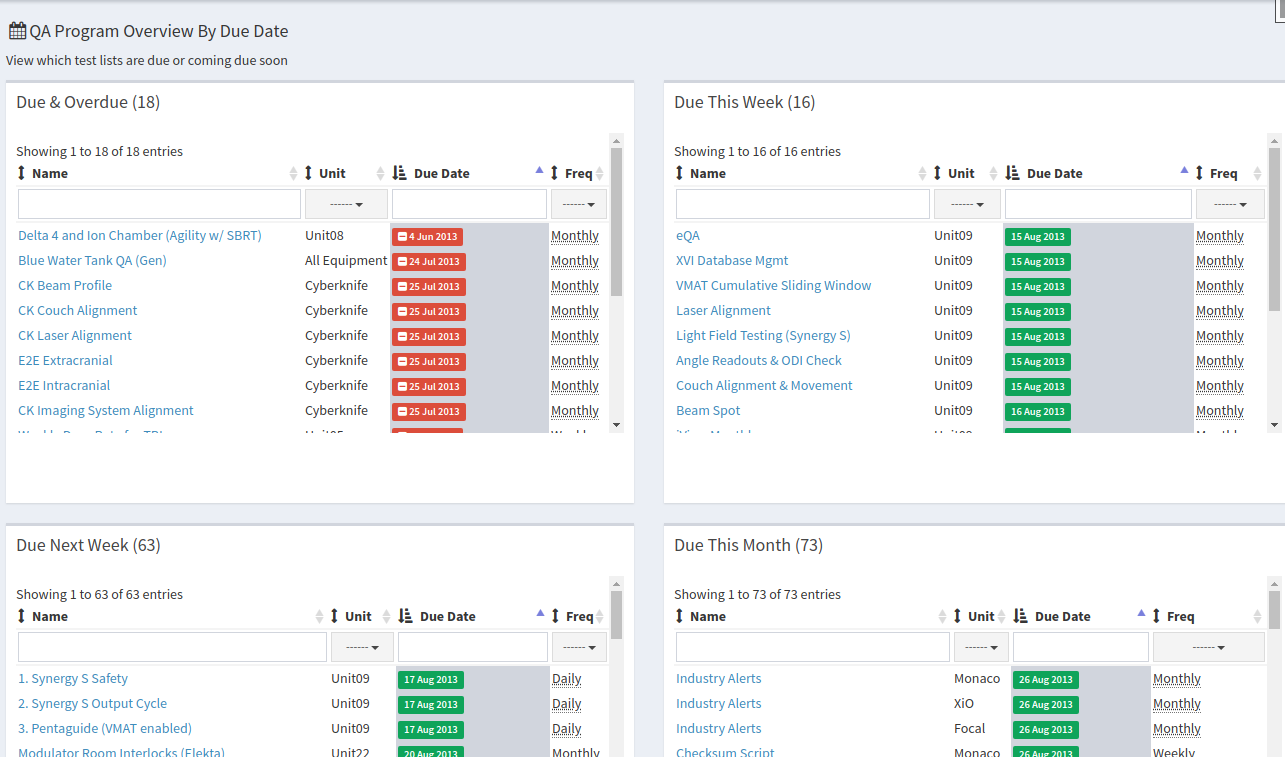 QA Program Overview By Due Date
View which test lists are due or coming due soon
Due & Overdue (18)
Showing 1 to 18 of 18 entries
Name Unit Due Date Freq
------ ------
Delta 4 and Ion Chamber (Agility w/ SBRT) Unit08 4 Jun 2013 Monthly
Blue Water Tank QA (Gen) All Equipment 24 Jul 2013 Monthly
CK Beam Profile Cyberknife 25 Jul 2013 Monthly
CK Couch Alignment Cyberknife 25 Jul 2013 Monthly
CK Laser Alignment Cyberknife 25 Jul 2013 Monthly
E2E Extracranial Cyberknife 25 Jul 2013 Monthly
E2E Intracranial Cyberknife 25 Jul 2013 Monthly
CK Imaging System Alignment Cyberknife 25 Jul 2013 Monthly
Due This Week (16)
Showing 1 to 16 of 16 entries
Name Unit Due Date Freq
------ ------
eQA Unit09 15 Aug 2013 Monthly
XVI Database Mgmt Unit09 15 Aug 2013 Monthly
VMAT Cumulative Sliding Window Unit09 15 Aug 2013 Monthly
Laser Alignment Unit09 15 Aug 2013 Monthly
Light Field Testing (Synergy S) Unit09 15 Aug 2013 Monthly
Angle Readouts & ODI Check Unit09 15 Aug 2013 Monthly
Couch Alignment & Movement Unit09 15 Aug 2013 Monthly
Beam Spot Unit09 16 Aug 2013 Monthly
Due Next Week (63)
Showing 1 to 63 of 63 entries
Name Unit Due Date Freq
------ ------
1. Synergy S Safety Unit09 17 Aug 2013 Daily
2. Synergy S Output Cycle Unit09 17 Aug 2013 Daily
3. Pentaguide (VMAT enabled) Unit09 17 Aug 2013 Daily
Modulator Room Interlocks (Elekta) Unit22 20 Aug 2013 Monthly
Due This Month (73)
Showing 1 to 73 of 73 entries
Name Unit Due Date Freq
------ ------
Industry Alerts Monaco 26 Aug 2013 Monthly
Industry Alerts XiO 26 Aug 2013 Monthly
Industry Alerts Focal 26 Aug 2013 Monthly
Checksum Script Monaco 26 Aug 2013 Weekly